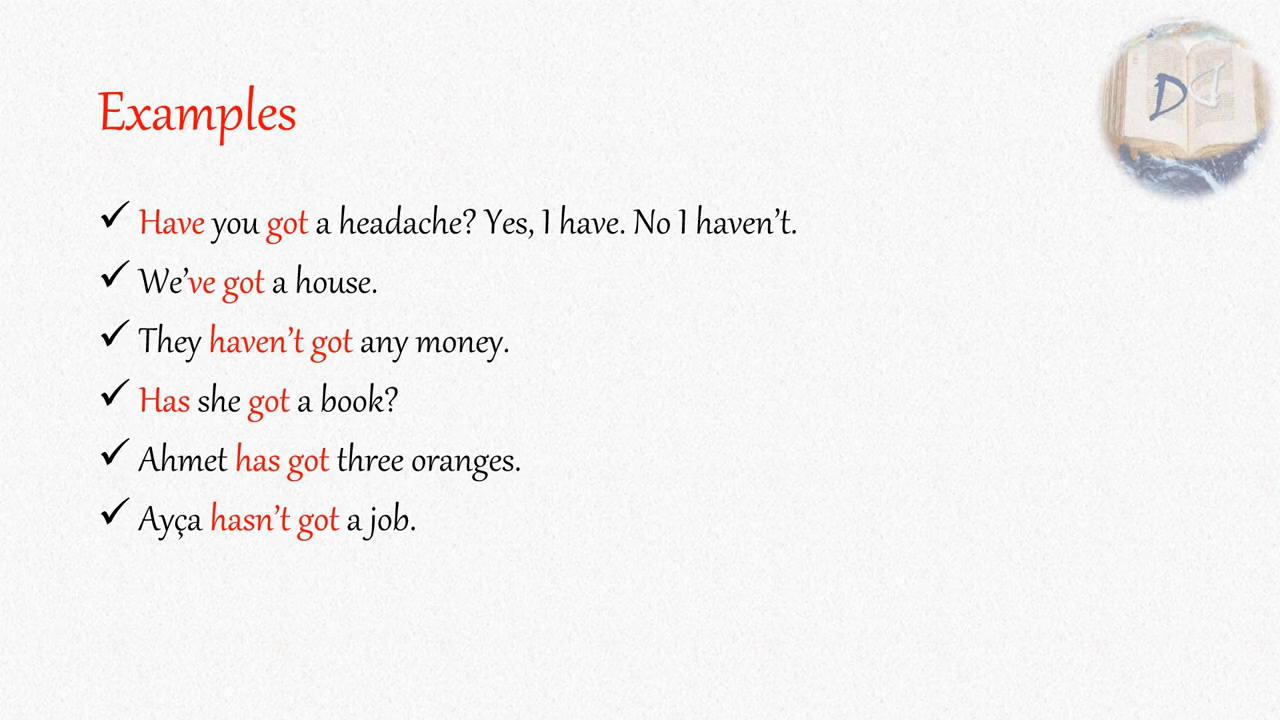 Examples
✓ Have you got a headache? Yes, I have. No I haven't.
✓ We've got a house.
✓ They haven't got any money.
✓ Has she got a book?
✓ Ahmet has got three oranges.
✓ Ayça hasn't got a job.